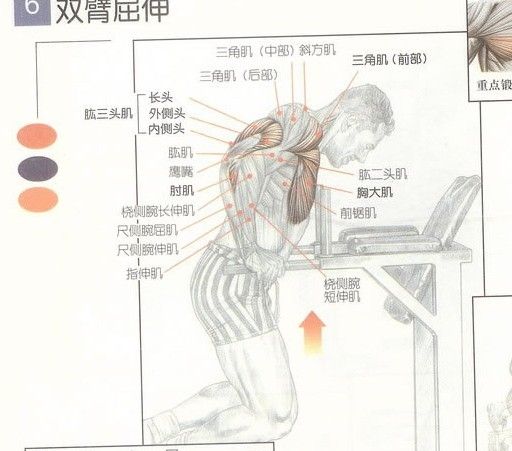 6 双臂屈伸
三角肌（中部）斜方肌
三角肌（后部）
三角肌（前部）
重点锻
肱三头肌
长头
外侧头
内侧头
肱肌
鹰嘴
肘肌
桡侧腕长伸肌
尺侧腕屈肌
尺侧腕伸肌
指伸肌
肱二头肌
胸大肌
前锯肌
桡侧腕
短伸肌